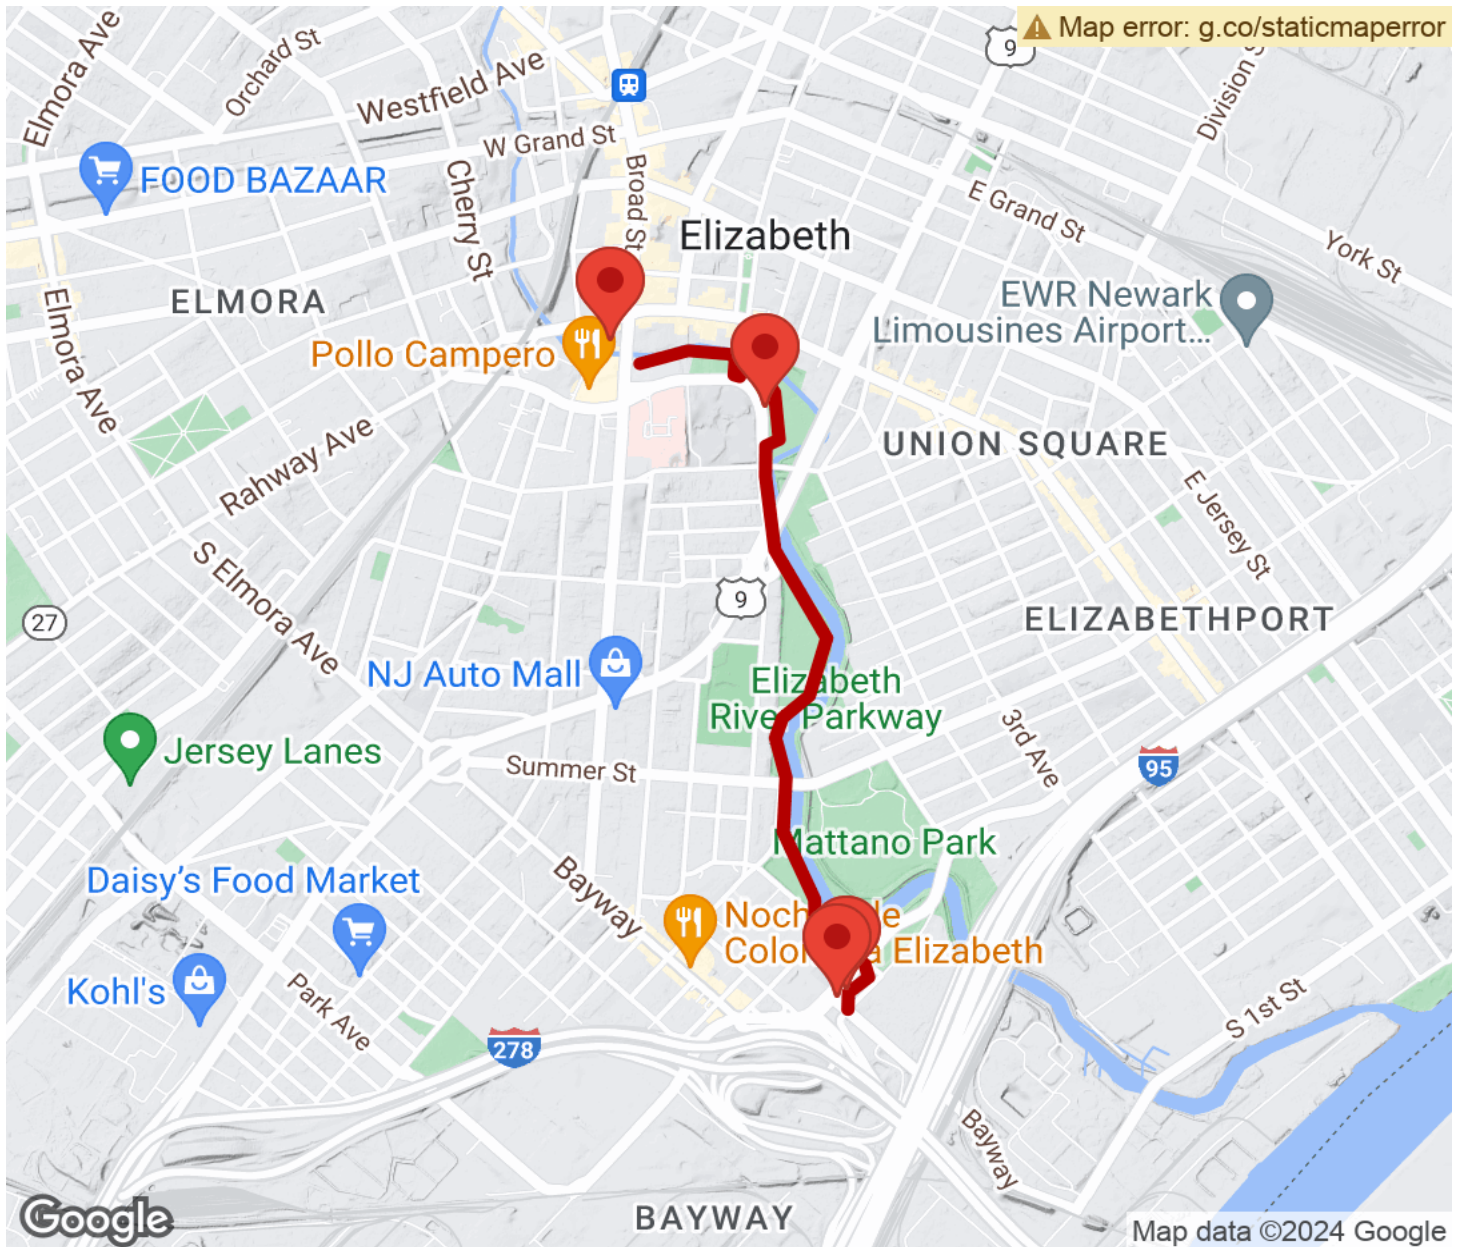 Map error: g.co/staticmaperror
9
Elmora Ave
Orchard St
Westfield Ave
Division S
W Grand St
Broad St
Cherry St
FOOD BAZAAR
E Grand St
York St
Elizabeth
ELMORA
EWR Newark
Limousines Airport...
Elmora Ave
Pollo Campero
UNION SQUARE
Rahway Ave
E Jersey St
S Elmora Ave
9
27
ELIZABETHPORT
NJ Auto Mall
Elizabeth
River Parkway
3rd Ave
Jersey Lanes
Summer St
95
Mattano Park
Daisy's Food Market
Bayway
Noch le
Colo a Elizabeth
Kohl's
Park Ave
S 1st St
278
Bayway
BAYWAY
Google
Map data ©2024 Google